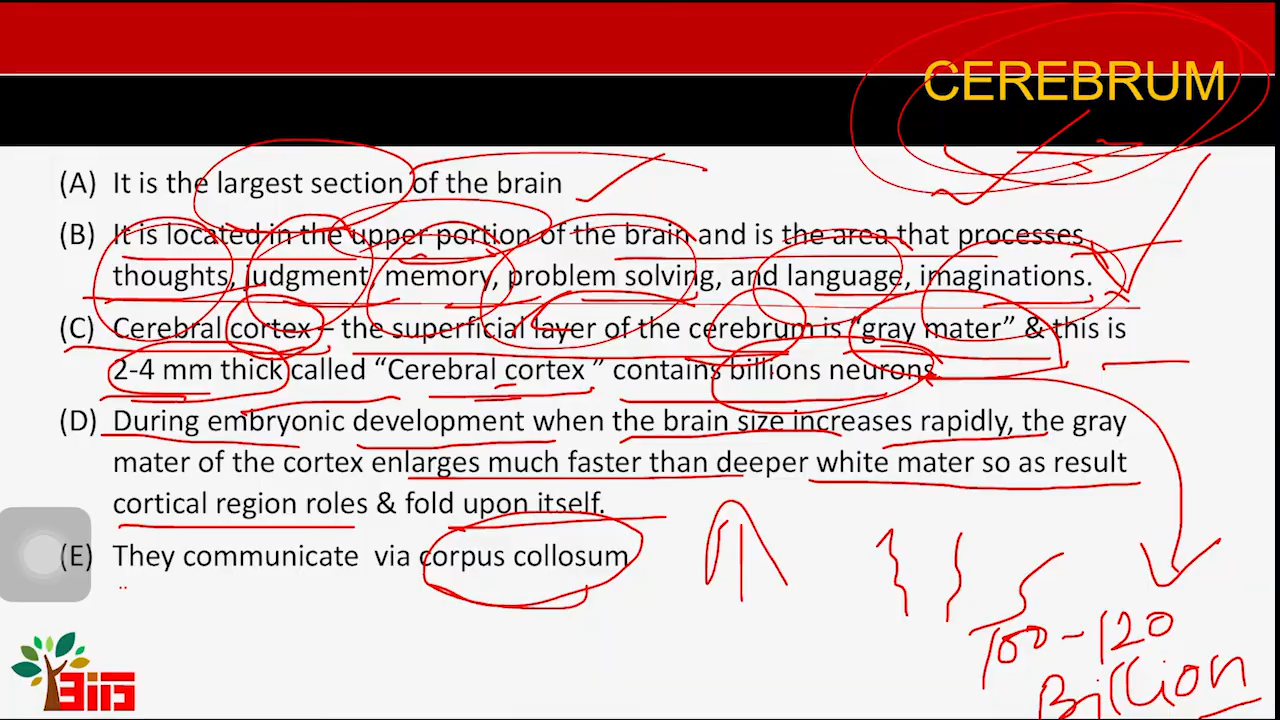 CEREBRUM
(A) It is the largest section of the brain
(B) It is located in the upper portion of the brain and is the area that processes
thoughts, judgment, memory, problem solving, and language, imaginations.
(C) Cerebral cortex – the superficial layer of the cerebrum is "gray mater" & this is
2-4 mm thick called "Cerebral cortex " contains billions neurons
(D) During embryonic development when the brain size increases rapidly, the gray
mater of the cortex enlarges much faster than deeper white mater so as result
cortical region roles & fold upon itself.
(E) They communicate via corpus collosum
100-120
Billion